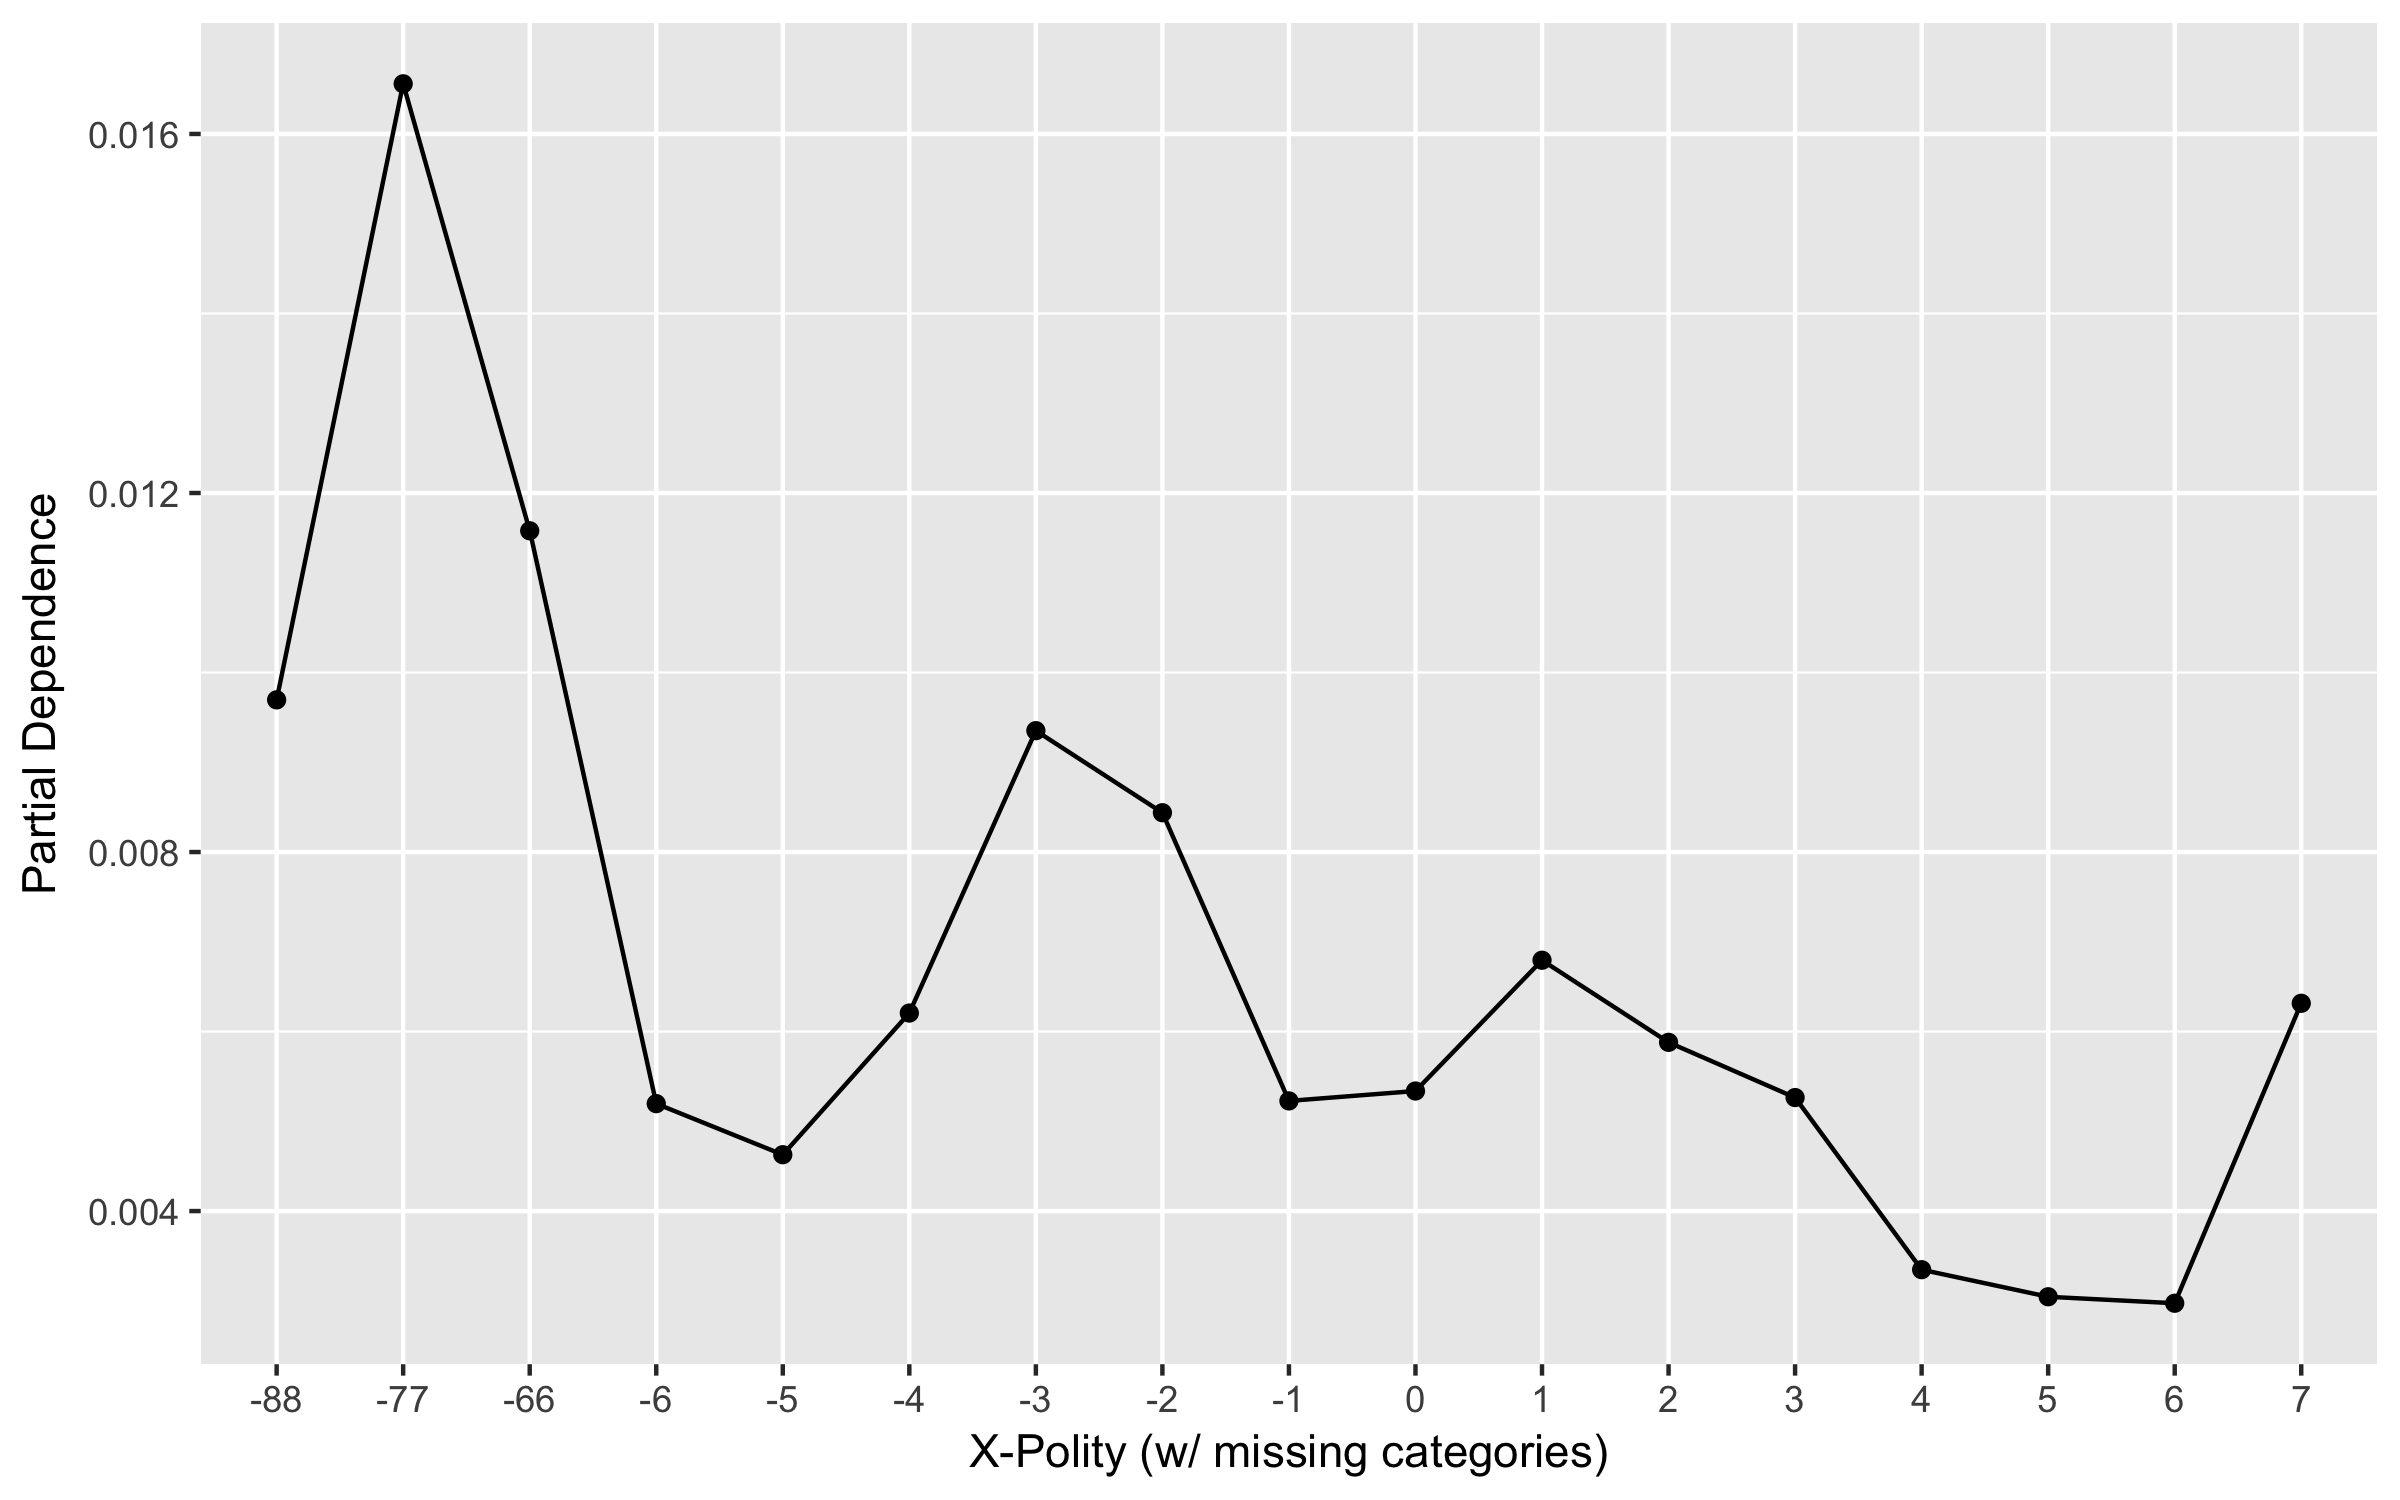 Partial Dependence
0.016
0.012
0.008
0.004
-88 -77 -66 -6 -5 -4 -3 -2 -1 0 1 2 3 4 5 6 7
X-Polity (w/ missing categories)